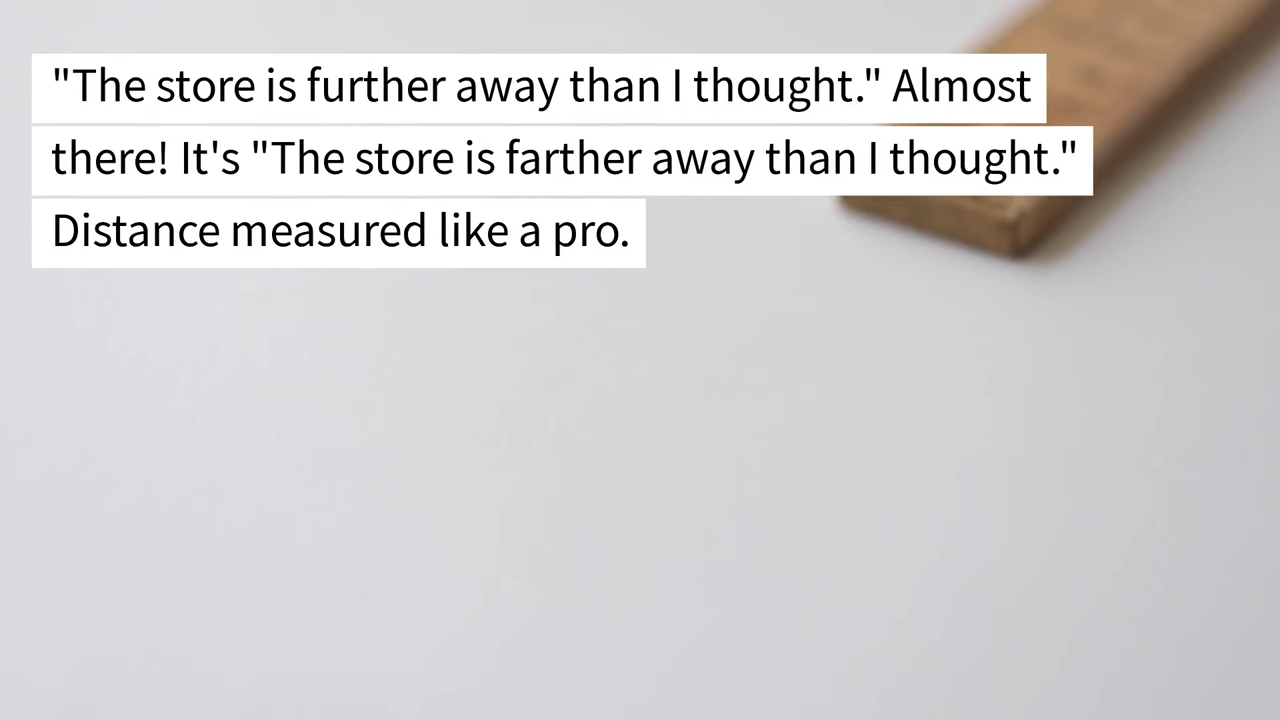 "The store is further away than I thought." Almost
there! It's "The store is farther away than I thought."
Distance measured like a pro.